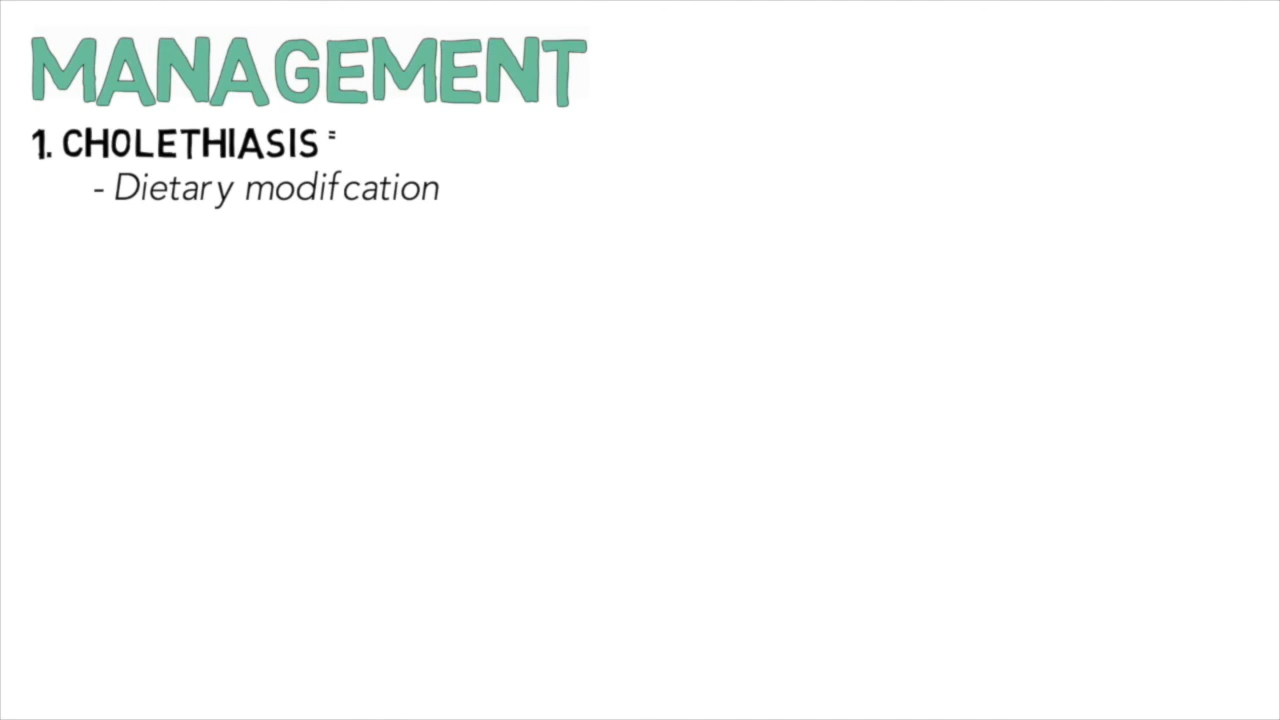 MANAGEMENT
1. CHOLETHIASIS =
- Dietary modifcation